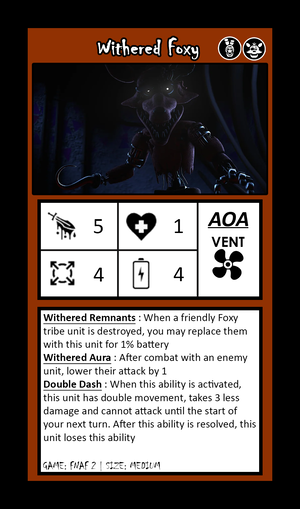 Withered Foxy
5
1
AOA
VENT
4
4
Withered Remnants : When a friendly Foxy
tribe unit is destroyed, you may replace them
with this unit for 1% battery
Withered Aura : After combat with an enemy
unit, lower their attack by 1
Double Dash : When this ability is activated,
this unit has double movement, takes 3 less
damage and cannot attack until the start of
your next turn. After this ability is resolved, this
unit loses this ability
GAME: FNAF 2 | SIZE: MEDIUM